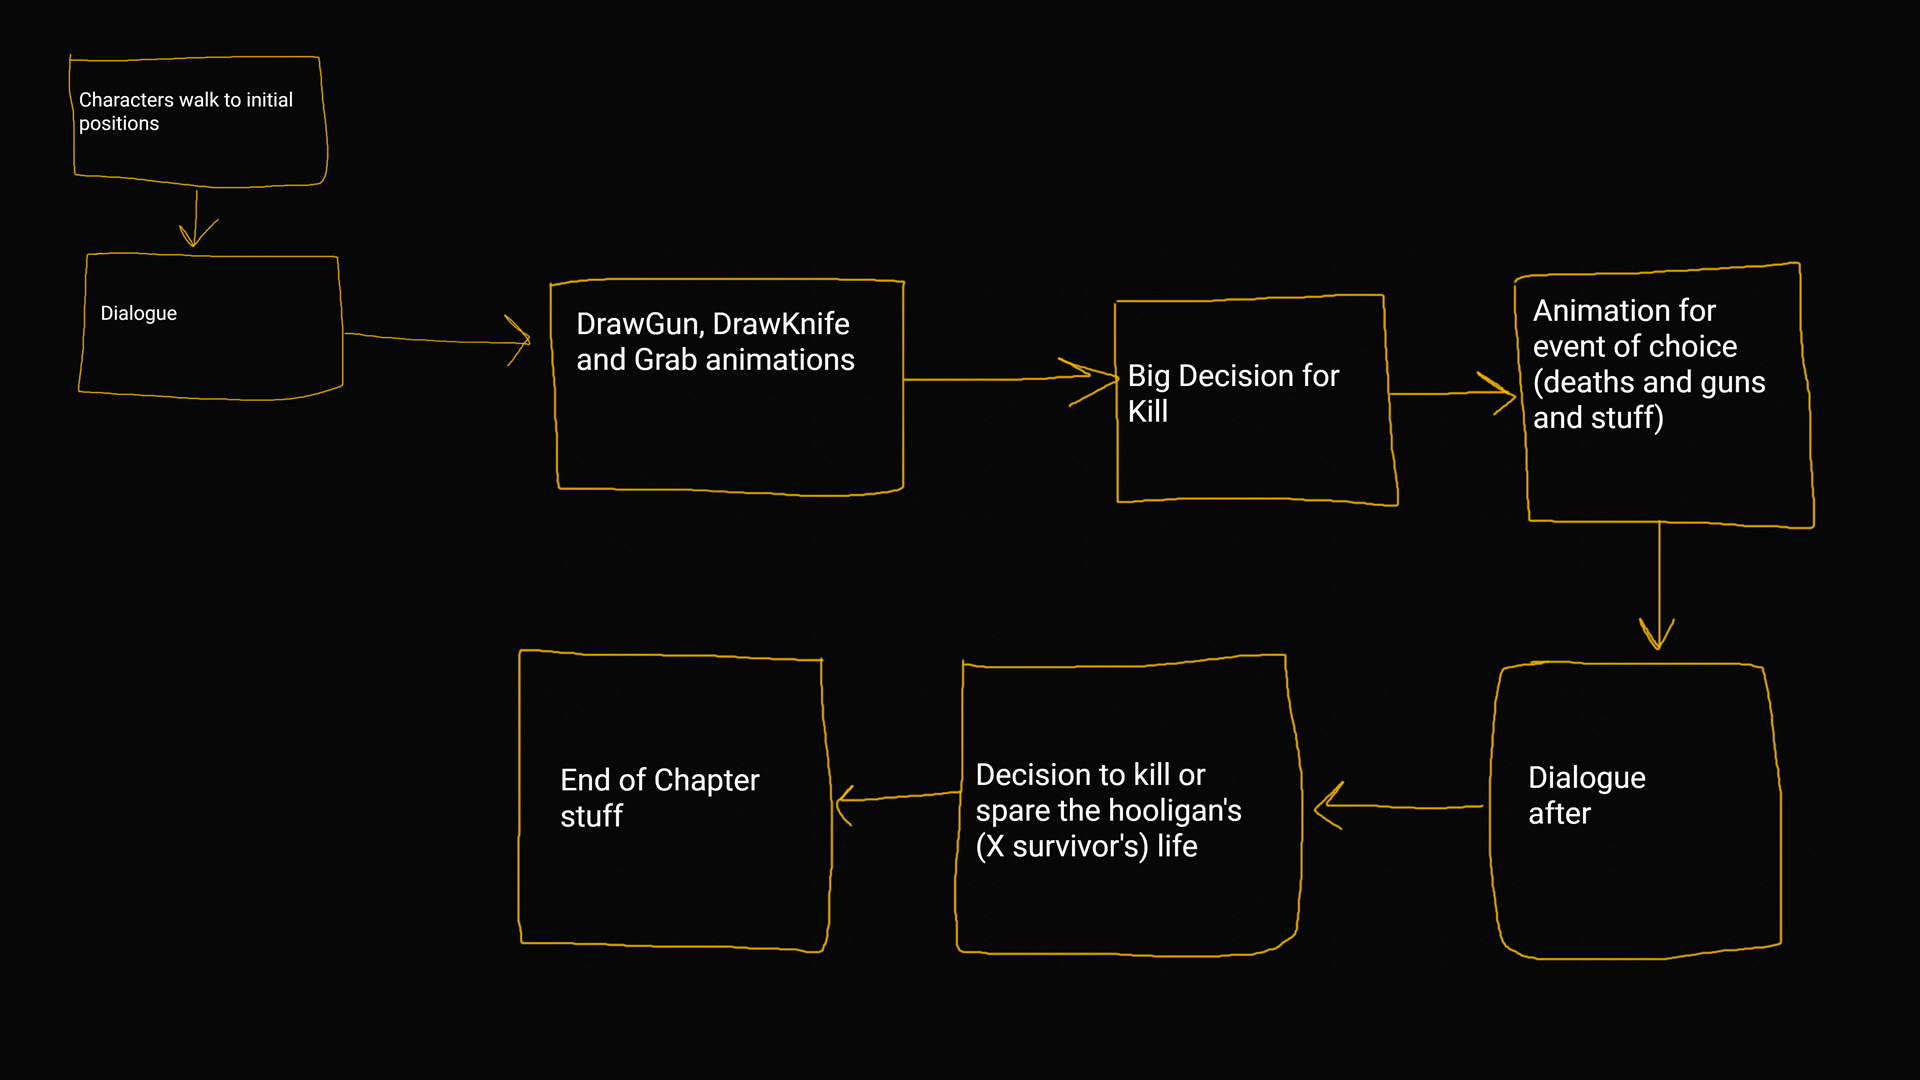 Characters walk to initial
positions
Dialogue
DrawGun, DrawKnife
and Grab animations
Big Decision for
Kill
Animation for
event of choice
(deaths and guns
and stuff)
Dialogue
after
Decision to kill or
spare the hooligan's
(X survivor's) life
End of Chapter
stuff